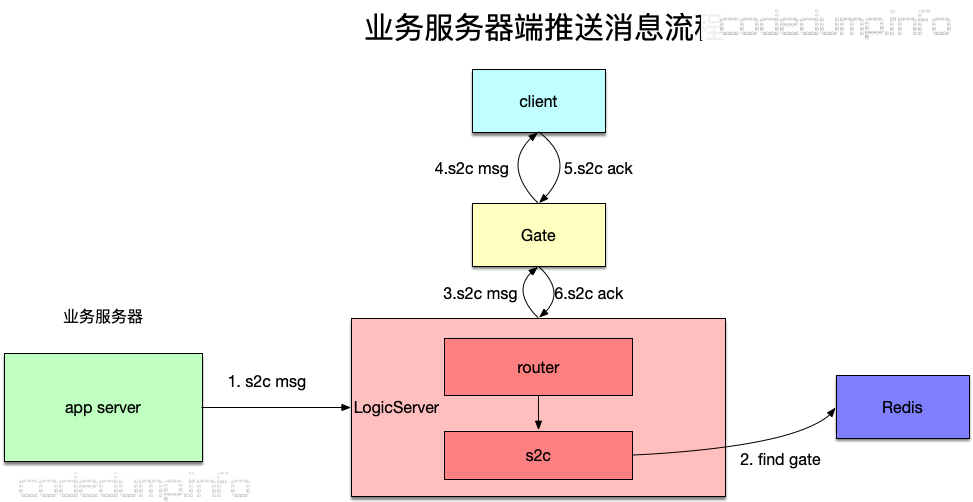 业务服务器端推送消息流程
codedump.info
client
4.s2c msg
5.s2c ack
Gate
3.s2c msg
6.s2c ack
业务服务器
router
1. s2c msg
app server
LogicServer
Redis
s2c
2. find gate
codedump.info